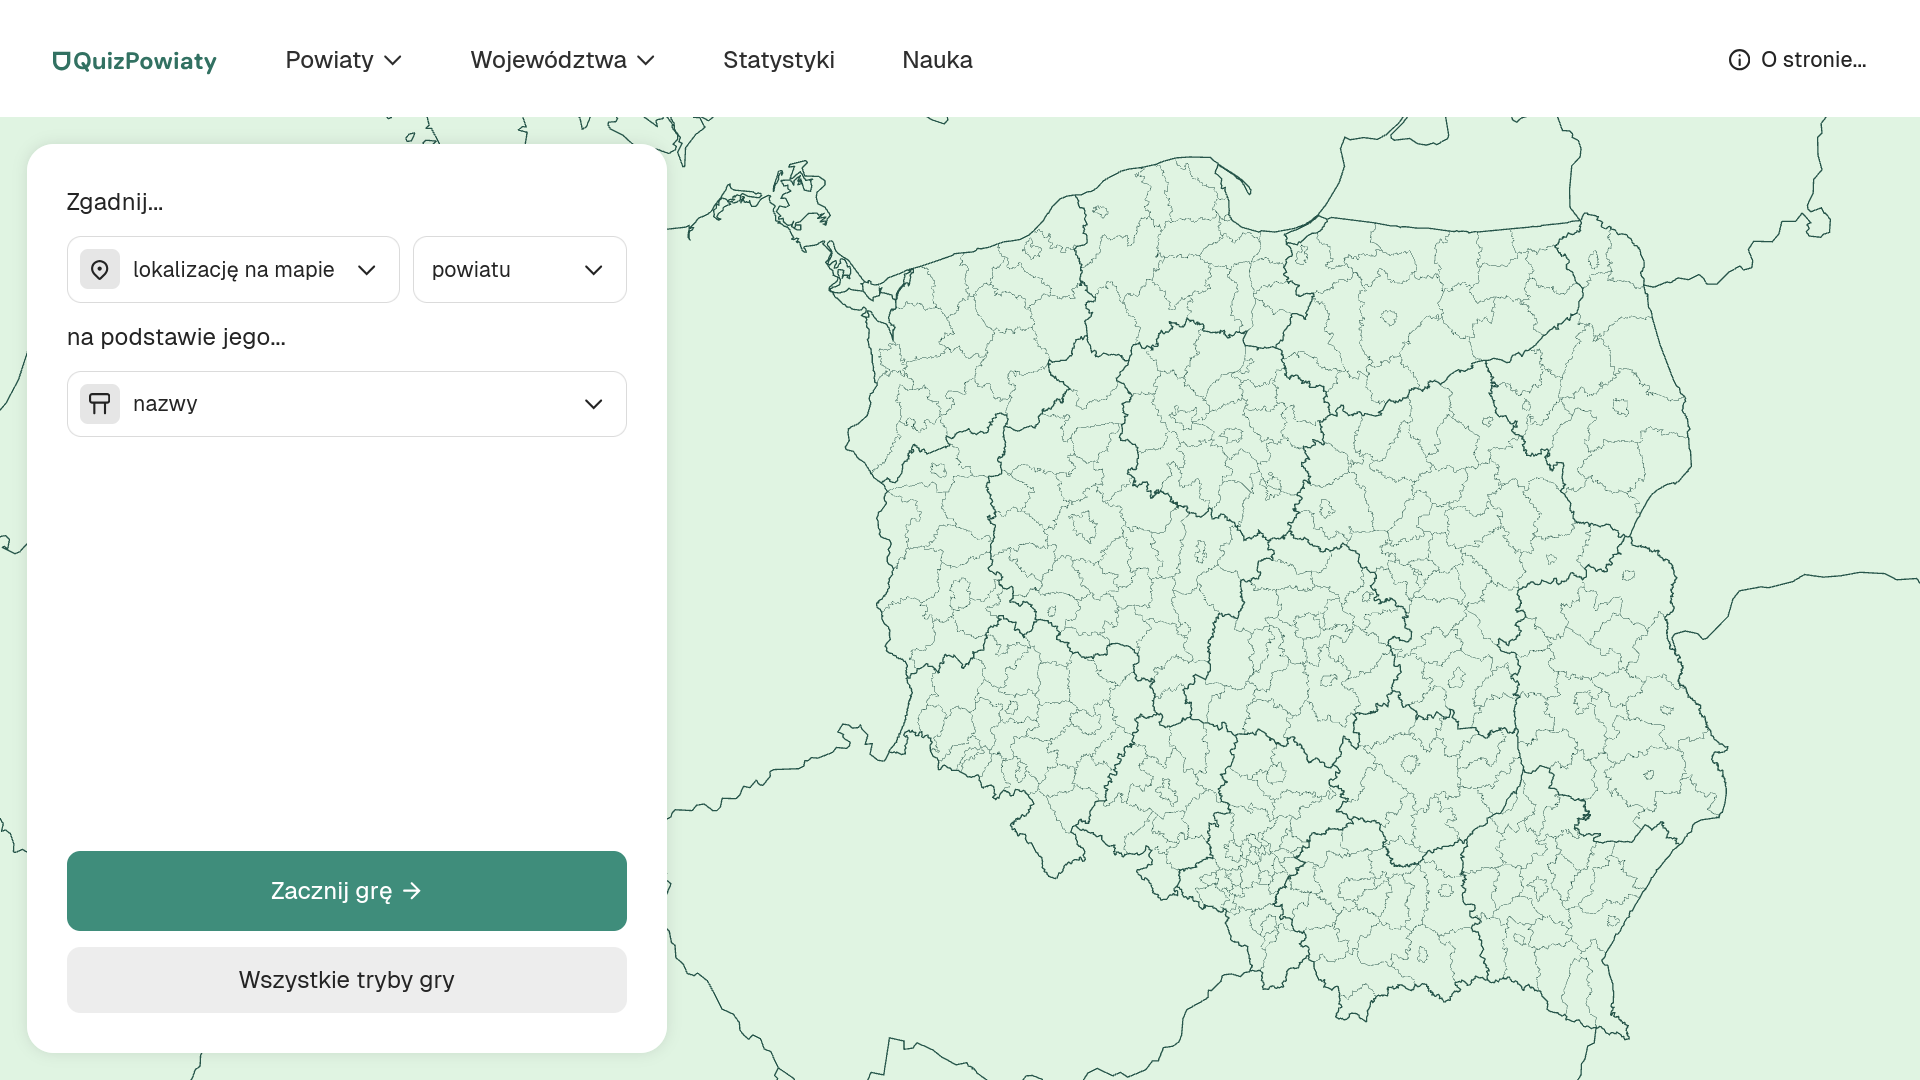 QuizPowiaty
Powiaty
Województwa
Statystyki
Nauka
O stronie...
Zgadnij...
lokalizację na mapie
powiatu
na podstawie jego...
nazwy
Zacznij grę →
Wszystkie tryby gry